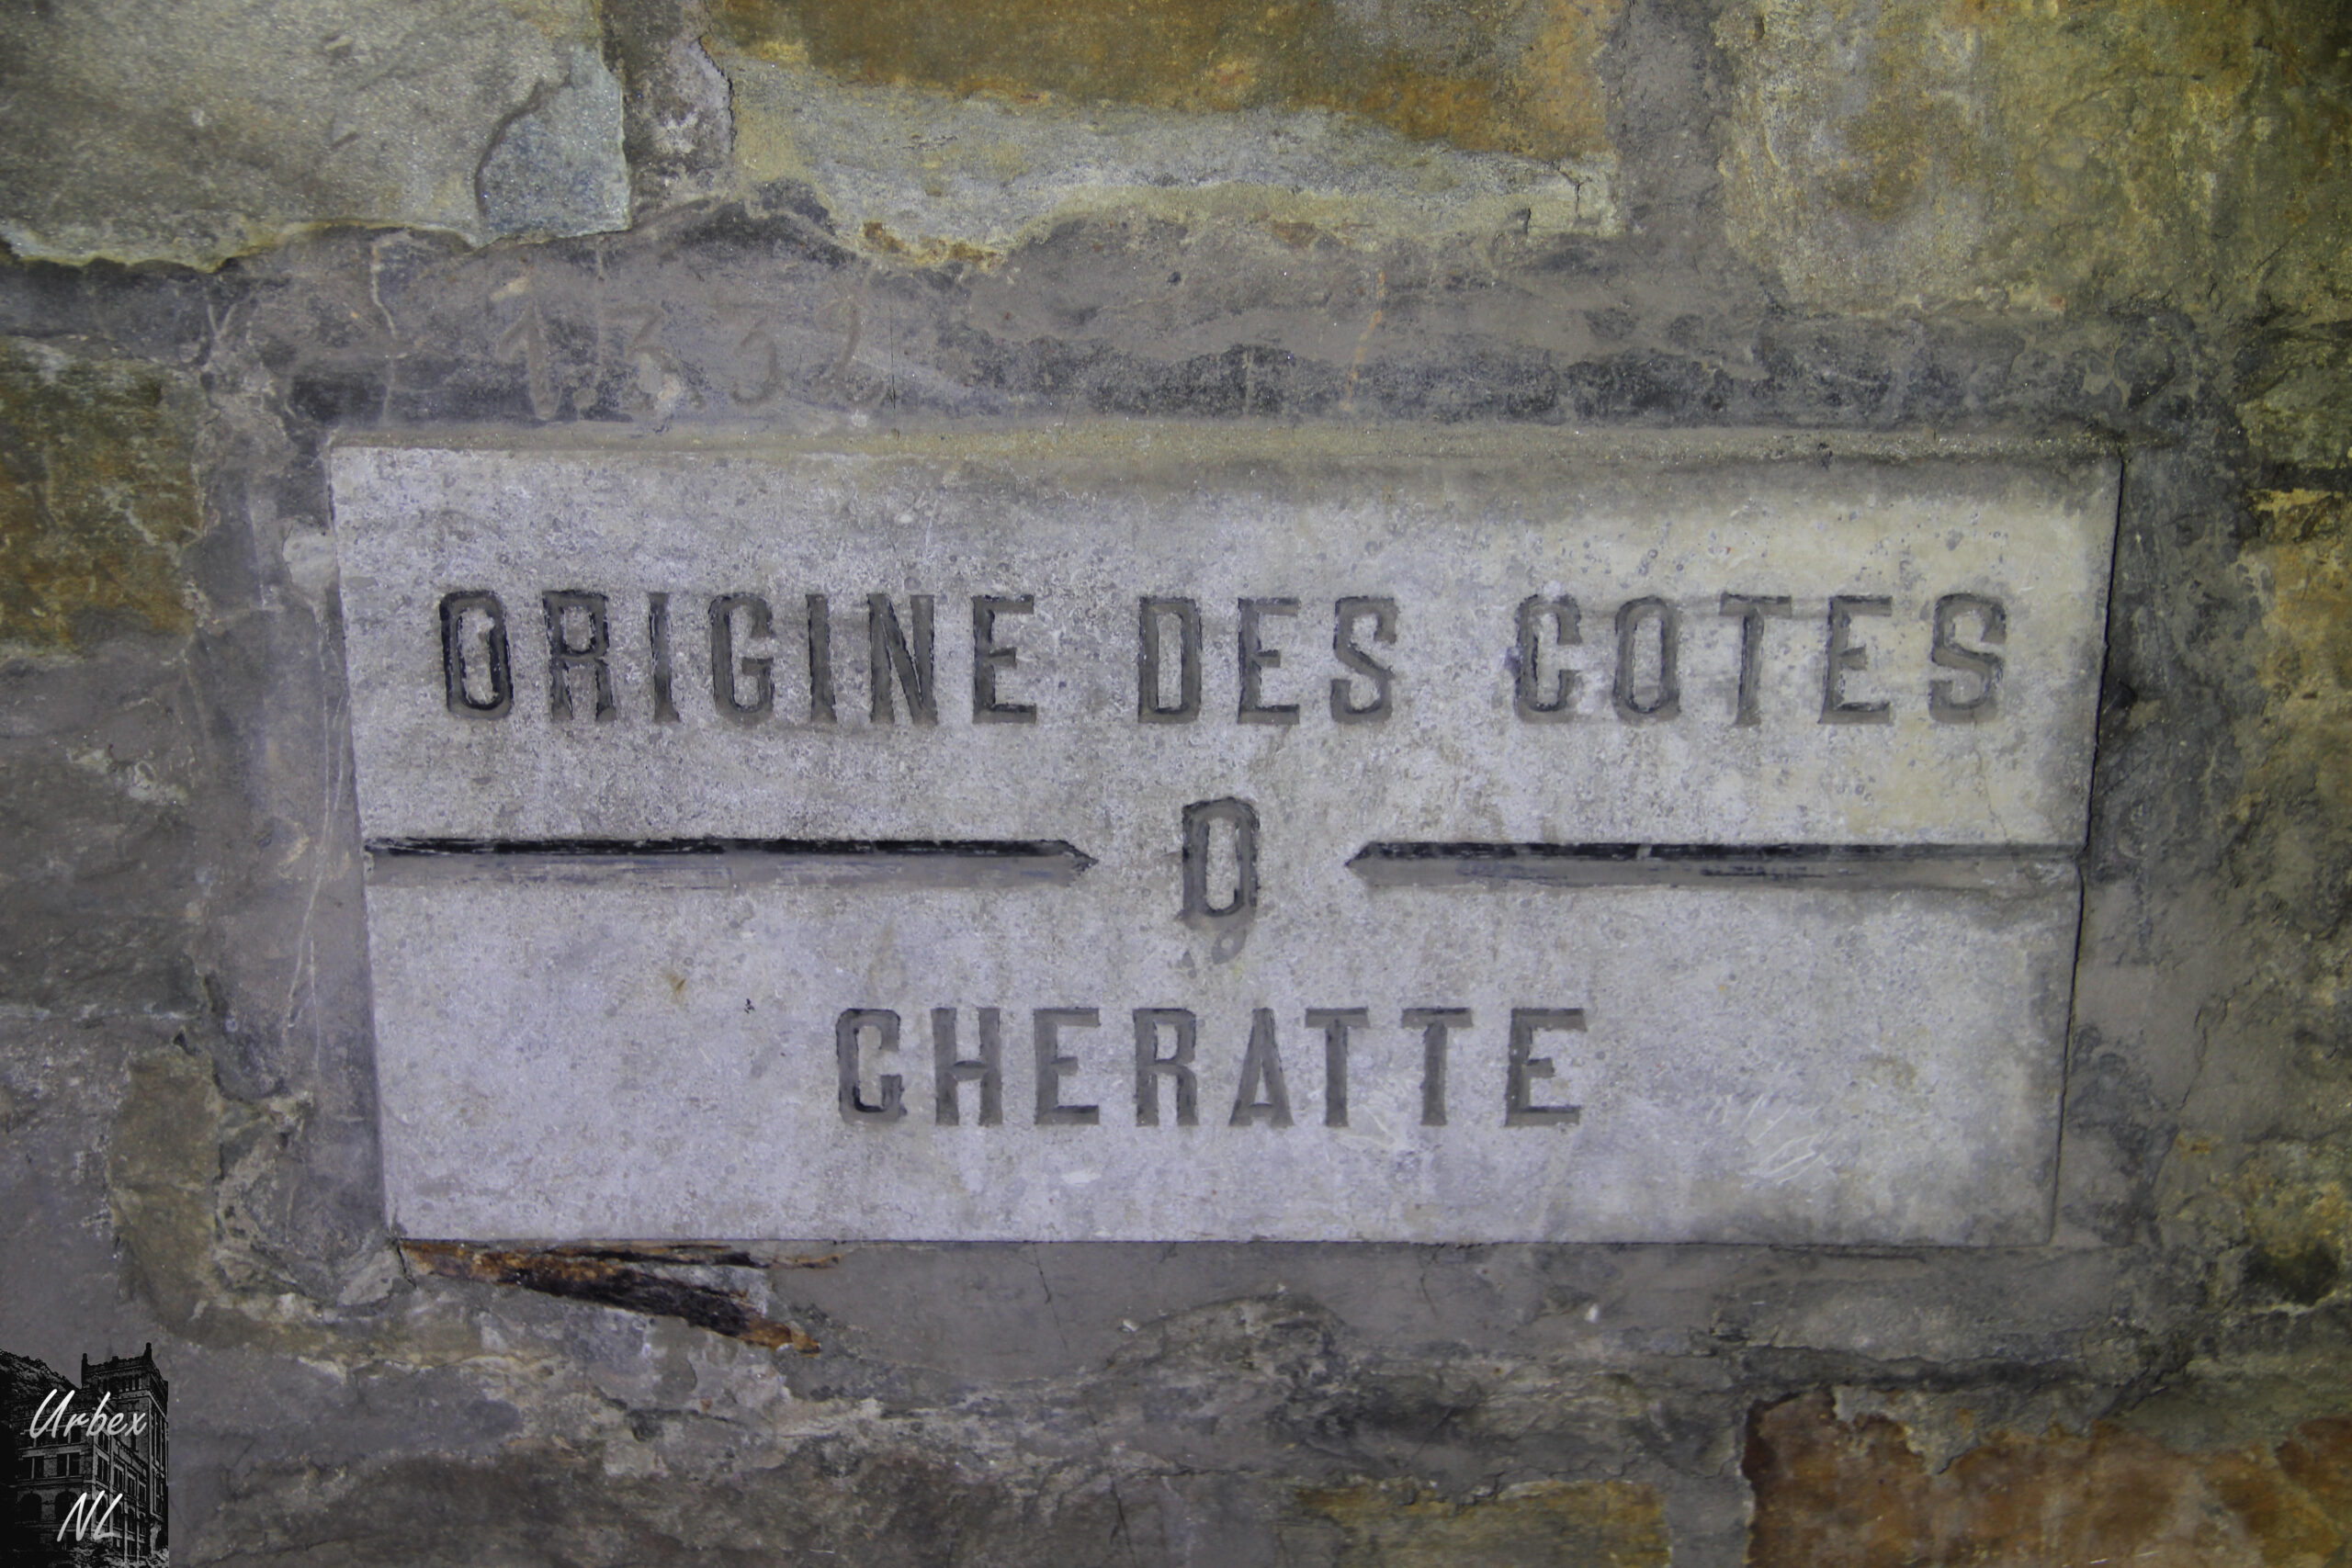 ORIGINE DES COTES
0
CHERATTE
Urbex
NL